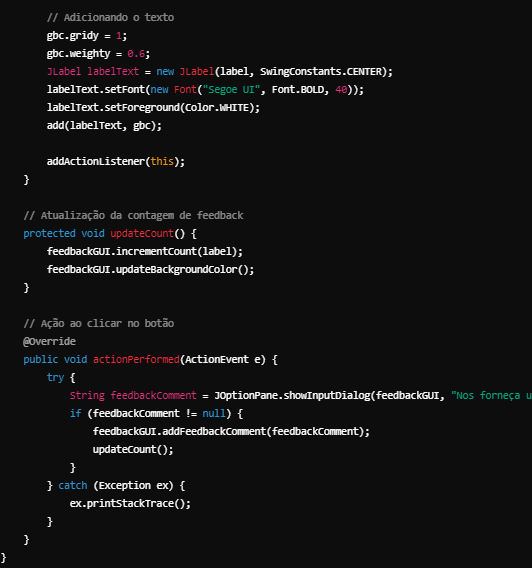 // Adicionando o texto
gbc.gridy = 1;
gbc.weighty = 0.6;
JLabel labelText = new JLabel(label, SwingConstants.CENTER);
labelText.setFont(new Font("Segoe UI", Font.BOLD, 40));
labelText.setForeground(Color.WHITE);
add(labelText, gbc);
addActionListener(this);
}
// Atualização da contagem de feedback
protected void updateCount() {
feedbackGUI.incrementCount(label);
feedbackGUI.updateBackgroundColor();
}
// Ação ao clicar no botão
@Override
public void actionPerformed(ActionEvent e) {
try {
String feedbackComment = JOptionPane.showInputDialog(feedbackGUI, "Nos forneça u
if (feedbackComment != null) {
feedbackGUI.addFeedbackComment(feedbackComment);
updateCount();
}
} catch (Exception ex) {
ex.printStackTrace();
}
}
}